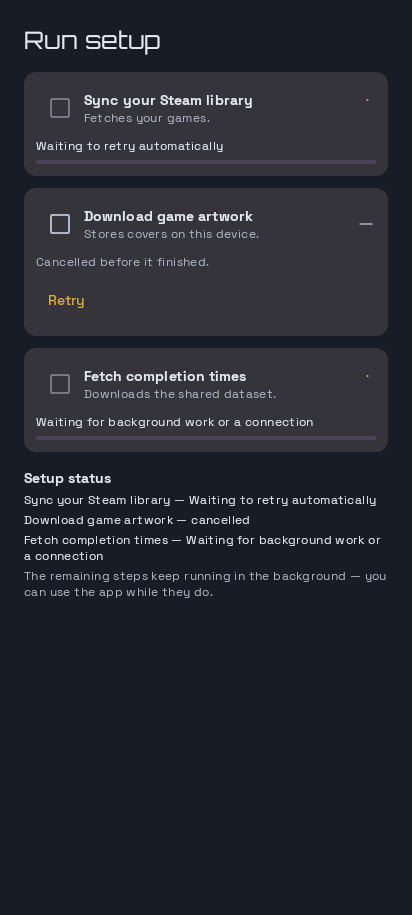 Run setup
Sync your Steam library
Fetches your games.
Waiting to retry automatically
Download game artwork
Stores covers on this device.
Cancelled before it finished.
Retry
Fetch completion times
Downloads the shared dataset.
Waiting for background work or a connection
Setup status
Sync your Steam library — Waiting to retry automatically
Download game artwork — cancelled
Fetch completion times — Waiting for background work or
a connection
The remaining steps keep running in the background — you
can use the app while they do.